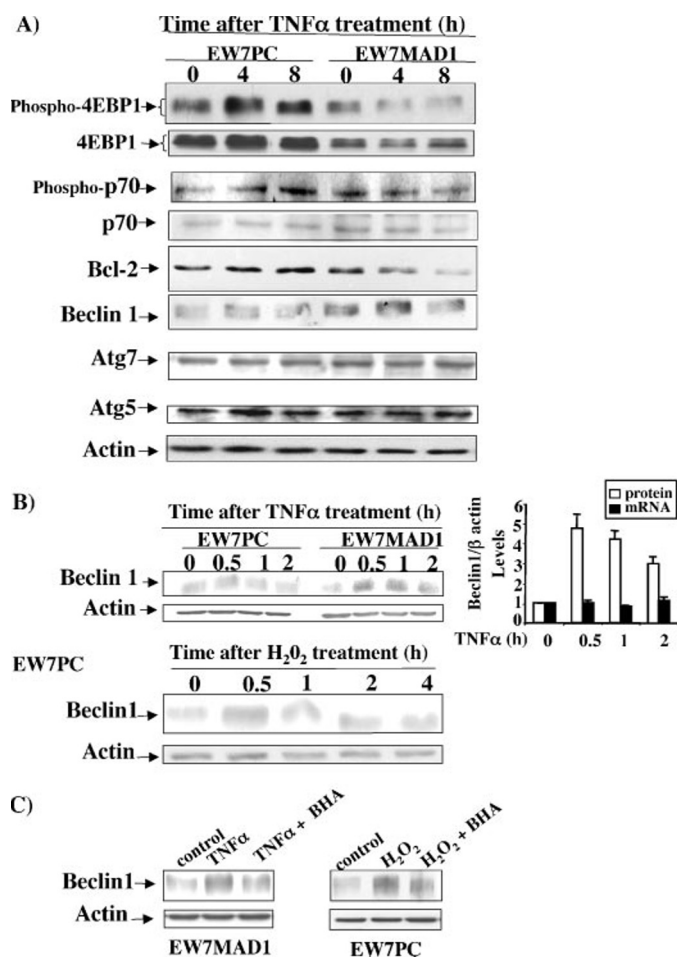 A)
Time after TNFα treatment (h)
EW7PC EW7MAD1
0 4 8 0 4 8
Phospho-4EBP1
4EBP1
Phospho-p70
p70
Bcl-2
Beclin 1
Atg7
Atg5
Actin
B)
Time after TNFα treatment (h)
EW7PC EW7MAD1
0 0.5 1 2 0 0.5 1 2
Beclin 1
Actin
protein
mRNA
Beclin1/β actin
Levels
6
5
4
3
2
1
0
TNFα (h) 0 0.5 1 2
EW7PC
Time after H₂0₂ treatment (h)
0 0.5 1 2 4
Beclin1
Actin
C)
control TNFα TNFα + BHA control H₂O₂ H₂O₂ + BHA
Beclin1
Actin
EW7MAD1 EW7PC